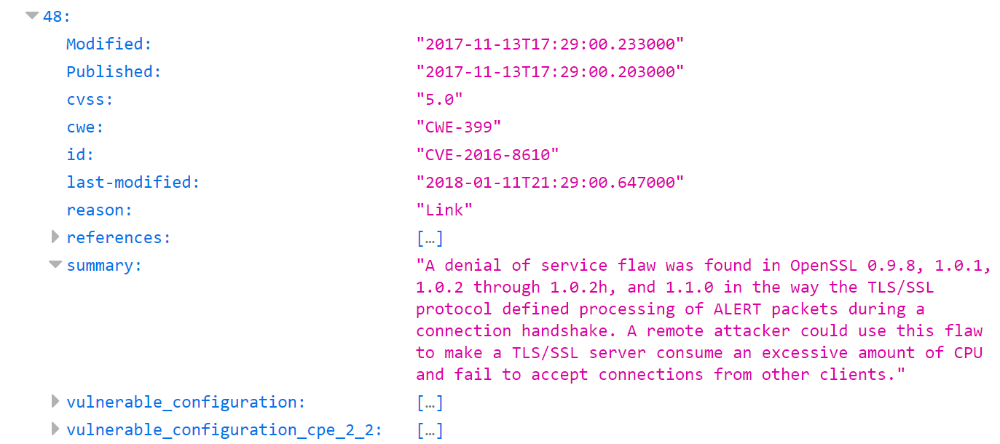 48:
Modified: "2017-11-13T17:29:00.233000"
Published: "2017-11-13T17:29:00.203000"
cvss: "5.0"
cwe: "CWE-399"
id: "CVE-2016-8610"
last-modified: "2018-01-11T21:29:00.647000"
reason: "Link"
references: […]
summary: "A denial of service flaw was found in OpenSSL 0.9.8, 1.0.1,
1.0.2 through 1.0.2h, and 1.1.0 in the way the TLS/SSL
protocol defined processing of ALERT packets during a
connection handshake. A remote attacker could use this flaw
to make a TLS/SSL server consume an excessive amount of CPU
and fail to accept connections from other clients."
vulnerable_configuration: […]
vulnerable_configuration_cpe_2_2: […]